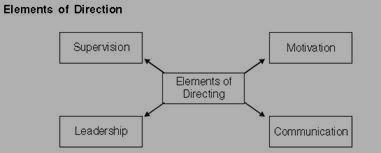 Elements of Direction
Supervision
Motivation
Elements of
Directing
Leadership
Communication